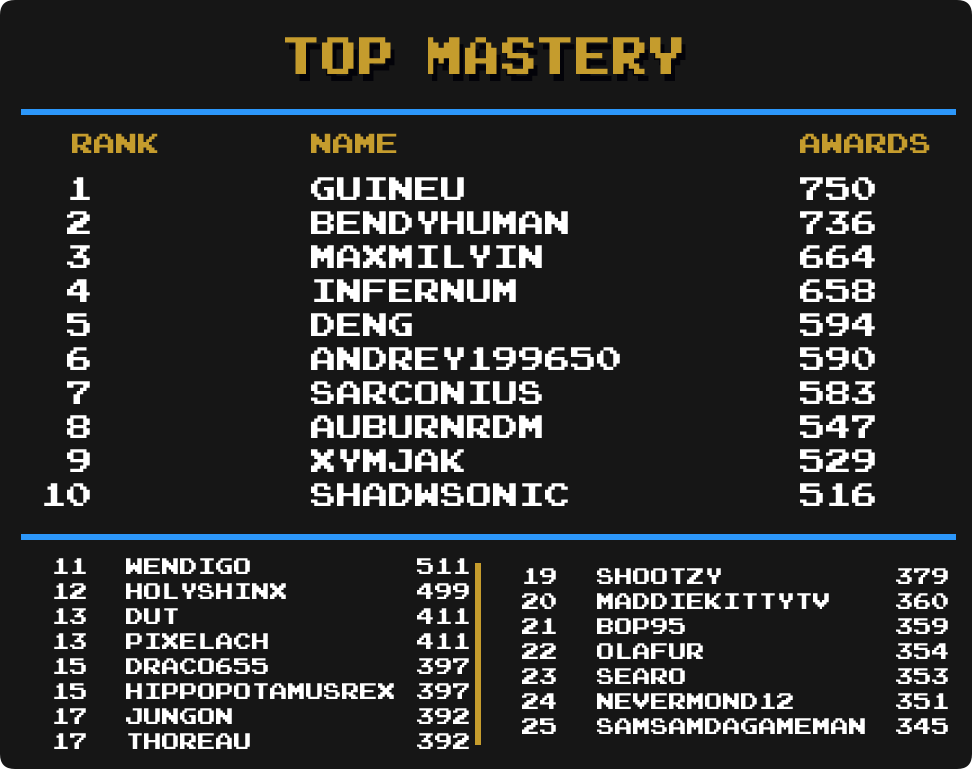 TOP MASTERY
RANK NAME AWARDS
1 GUINEU 750
2 BENDYHUMAN 736
3 MAXMILYIN 664
4 INFERNUM 658
5 DENG 594
6 ANDREY199650 590
7 SARCONIUS 583
8 AUBURNRDM 547
9 XYMJAK 529
10 SHADWSONIC 516
11 WENDIGO 511
12 HOLYSHINX 499
13 DUT 411
13 PIXELACH 411
15 DRACO655 397
15 HIPPOPOTAMUSREX 397
17 JUNGON 392
17 THOREAU 392
19 SHOOTZY 379
20 MADDIEKITTYTV 360
21 BOP95 359
22 OLAFUR 354
23 SEARO 353
24 NEVERMOND12 351
25 SAMSAMDAGAMEMAN 345